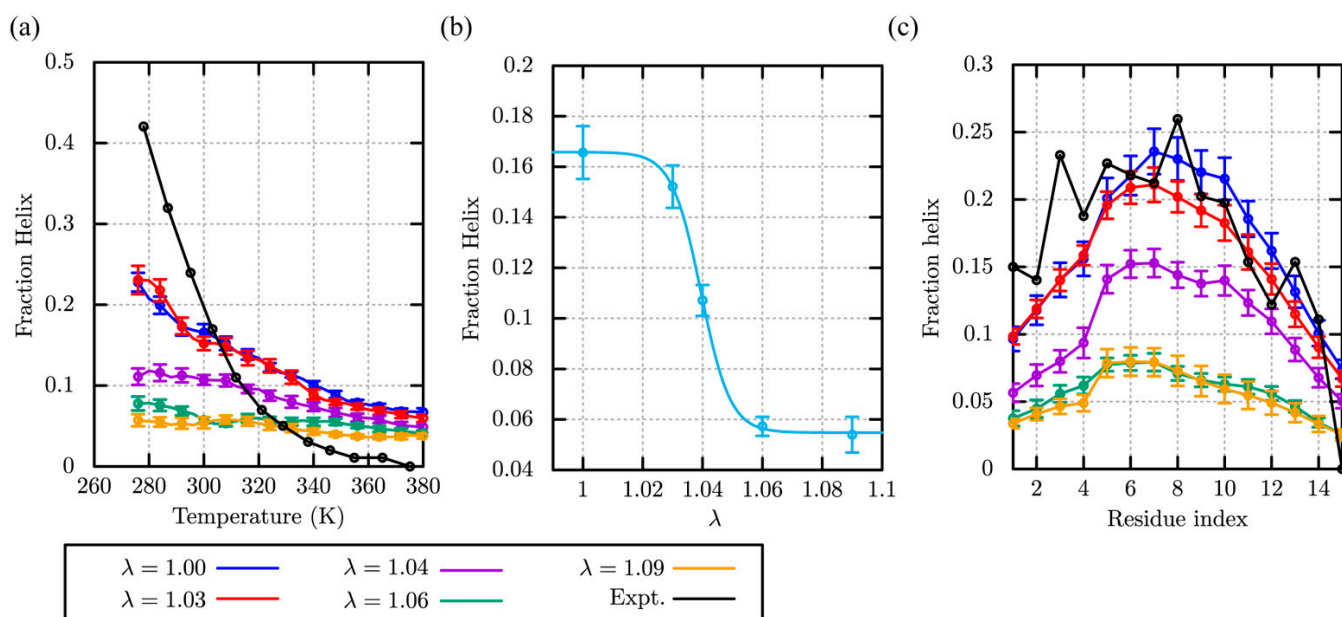 (a)
(b)
(c)
Fraction Helix
0.5
0.4
0.3
0.2
0.1
0
260 280 300 320 340 360 380
Temperature (K)
Fraction Helix
0.2
0.18
0.16
0.14
0.12
0.1
0.08
0.06
0.04
1 1.02 1.04 1.06 1.08 1.1
λ
Fraction helix
0.3
0.25
0.2
0.15
0.1
0.05
0
2 4 6 8 10 12 14
Residue index
λ = 1.00 λ = 1.04 λ = 1.09
λ = 1.03 λ = 1.06 Expt.